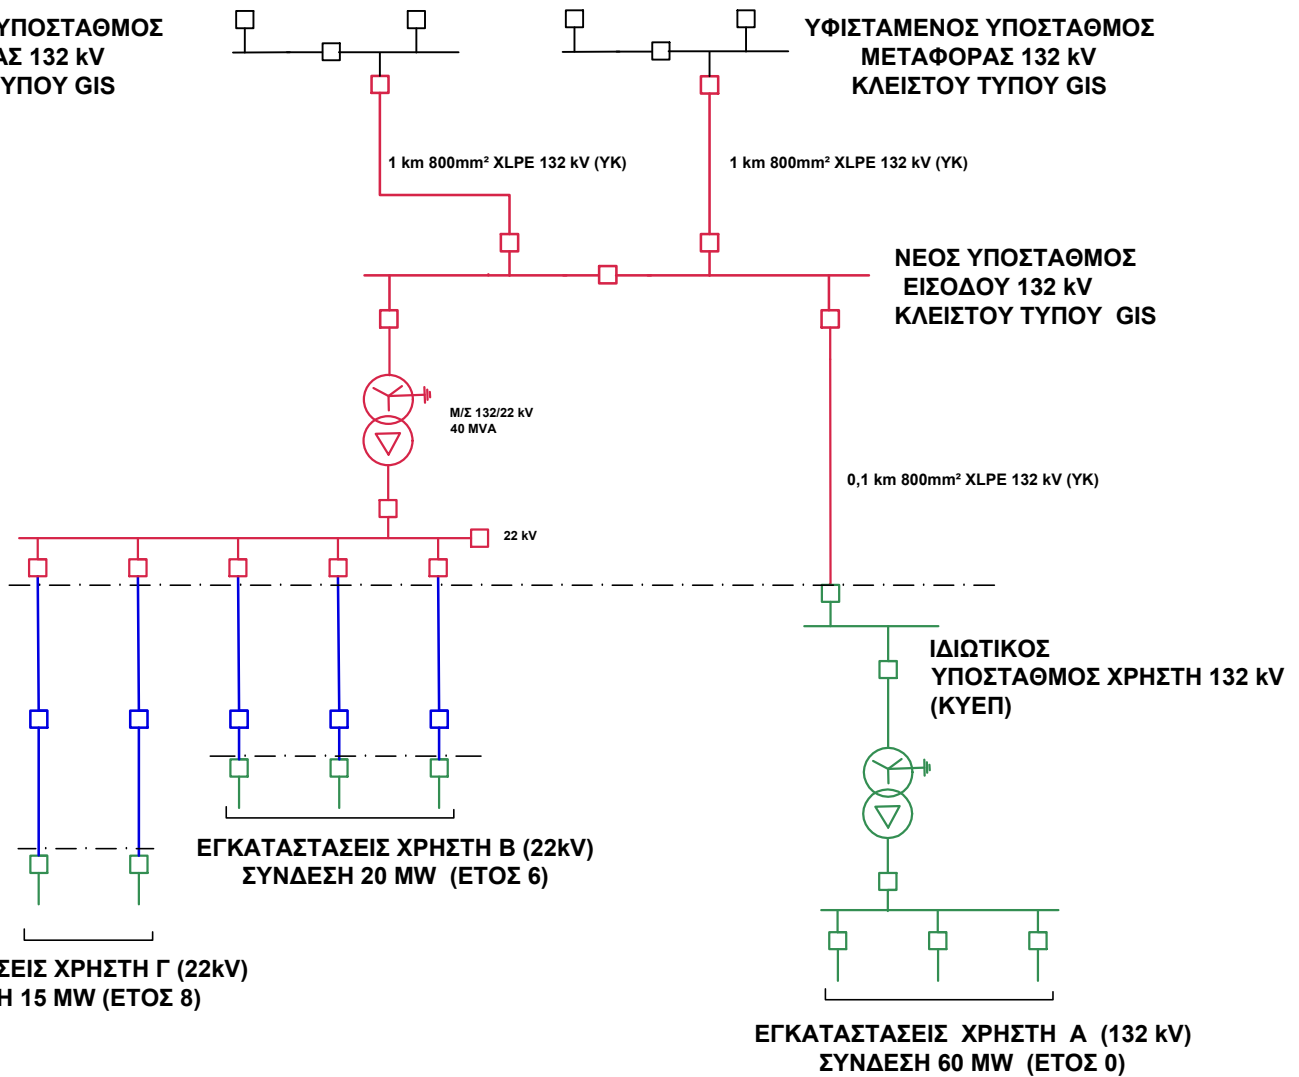 ΥΠΟΣΤΑΘΜΟΣ
ΑΣ 132 kV
ΥΠΟΥ GIS
ΥΦΙΣΤΑΜΕΝΟΣ ΥΠΟΣΤΑΘΜΟΣ
ΜΕΤΑΦΟΡΑΣ 132 kV
ΚΛΕΙΣΤΟΥ ΤΥΠΟΥ GIS
1 km 800mm² XLPE 132 kV (ΥΚ)
1 km 800mm² XLPE 132 kV (ΥΚ)
ΝΕΟΣ ΥΠΟΣΤΑΘΜΟΣ
ΕΙΣΟΔΟΥ 132 kV
ΚΛΕΙΣΤΟΥ ΤΥΠΟΥ GIS
Μ/Σ 132/22 kV
40 MVA
0,1 km 800mm² XLPE 132 kV (ΥΚ)
22 kV
ΙΔΙΩΤΙΚΟΣ
ΥΠΟΣΤΑΘΜΟΣ ΧΡΗΣΤΗ 132 kV
(ΚΥΕΠ)
ΕΓΚΑΤΑΣΤΑΣΕΙΣ ΧΡΗΣΤΗ Β (22kV)
ΣΥΝΔΕΣΗ 20 MW (ΕΤΟΣ 6)
ΣΕΙΣ ΧΡΗΣΤΗ Γ (22kV)
Η 15 MW (ΕΤΟΣ 8)
ΕΓΚΑΤΑΣΤΑΣΕΙΣ ΧΡΗΣΤΗ Α (132 kV)
ΣΥΝΔΕΣΗ 60 MW (ΕΤΟΣ 0)